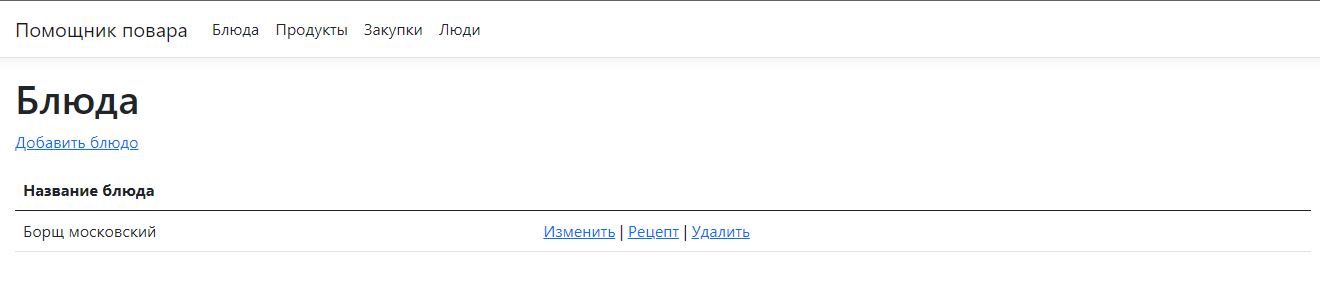 Помощник повара Блюда Продукты Закупки Люди
Блюда
Добавить блюдо
Название блюда
Борщ московский Изменить | Рецепт | Удалить